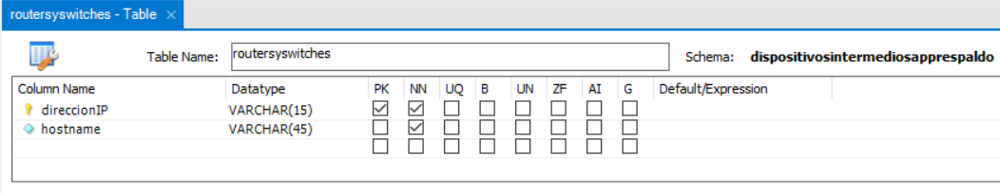 routersyswitches - Table ×
Table Name: routersyswitches Schema: dispositivosintermediosapprespaldo
Column Name Datatype PK NN UQ B UN ZF AI G Default/Expression
direccionIP VARCHAR(15)
hostname VARCHAR(45)